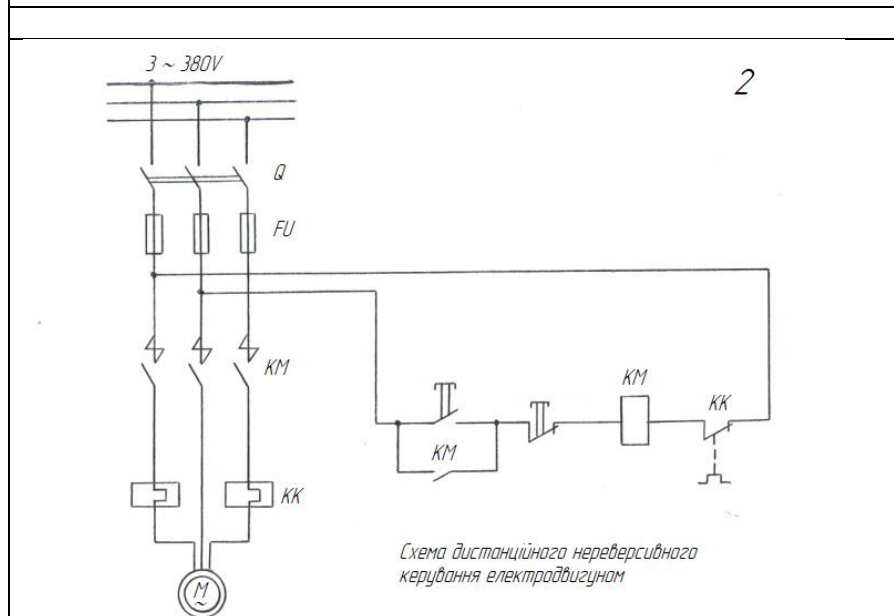 3 ~ 380V
2
Q
FU
KM
KM
KK
KM
KK
M
~
Схема дистанційного нереверсивного
керування електродвигуном